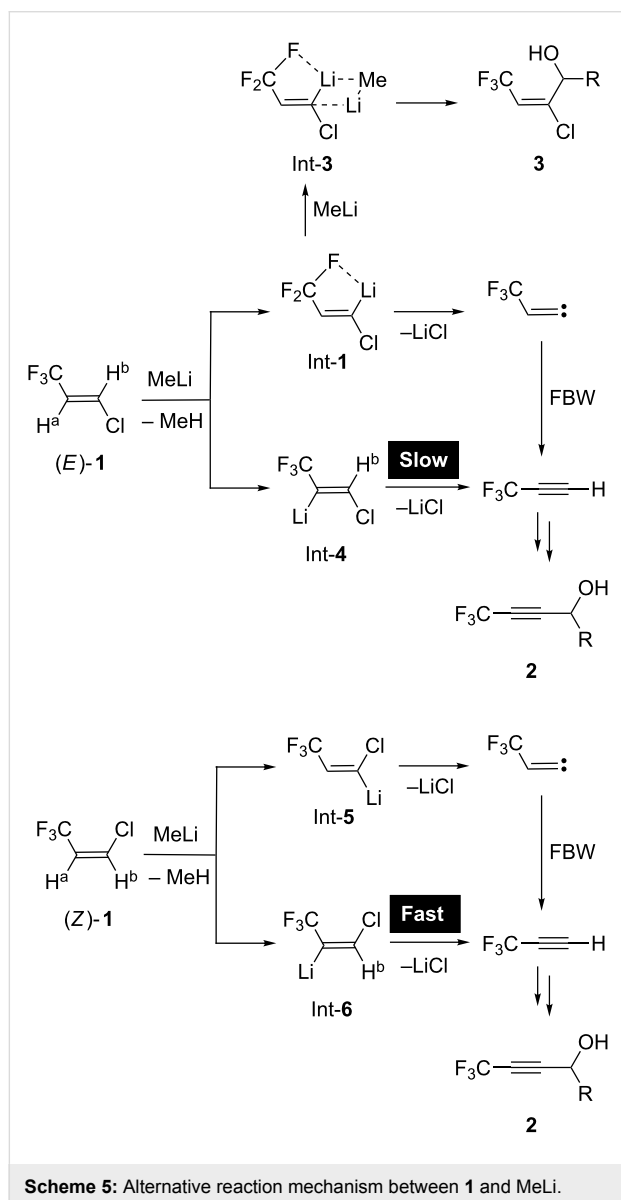 F
F₂C
Li
Me
Li
Cl
Int-3
HO
F₃C
R
Cl
3
MeLi
F
F₂C
Li
Cl
Int-1
–LiCl
F₃C
:
F₃C
Hᵇ
Hᵃ
Cl
(E)-1
MeLi
– MeH
FBW
F₃C
Hᵇ
Li
Cl
Int-4
Slow
–LiCl
F₃C
H
OH
F₃C
R
2
F₃C
Cl
Li
Int-5
–LiCl
F₃C
:
F₃C
Cl
Hᵃ
Hᵇ
(Z)-1
MeLi
– MeH
FBW
F₃C
Cl
Li
Hᵇ
Int-6
Fast
–LiCl
F₃C
H
OH
F₃C
R
2
Scheme 5: Alternative reaction mechanism between 1 and MeLi.